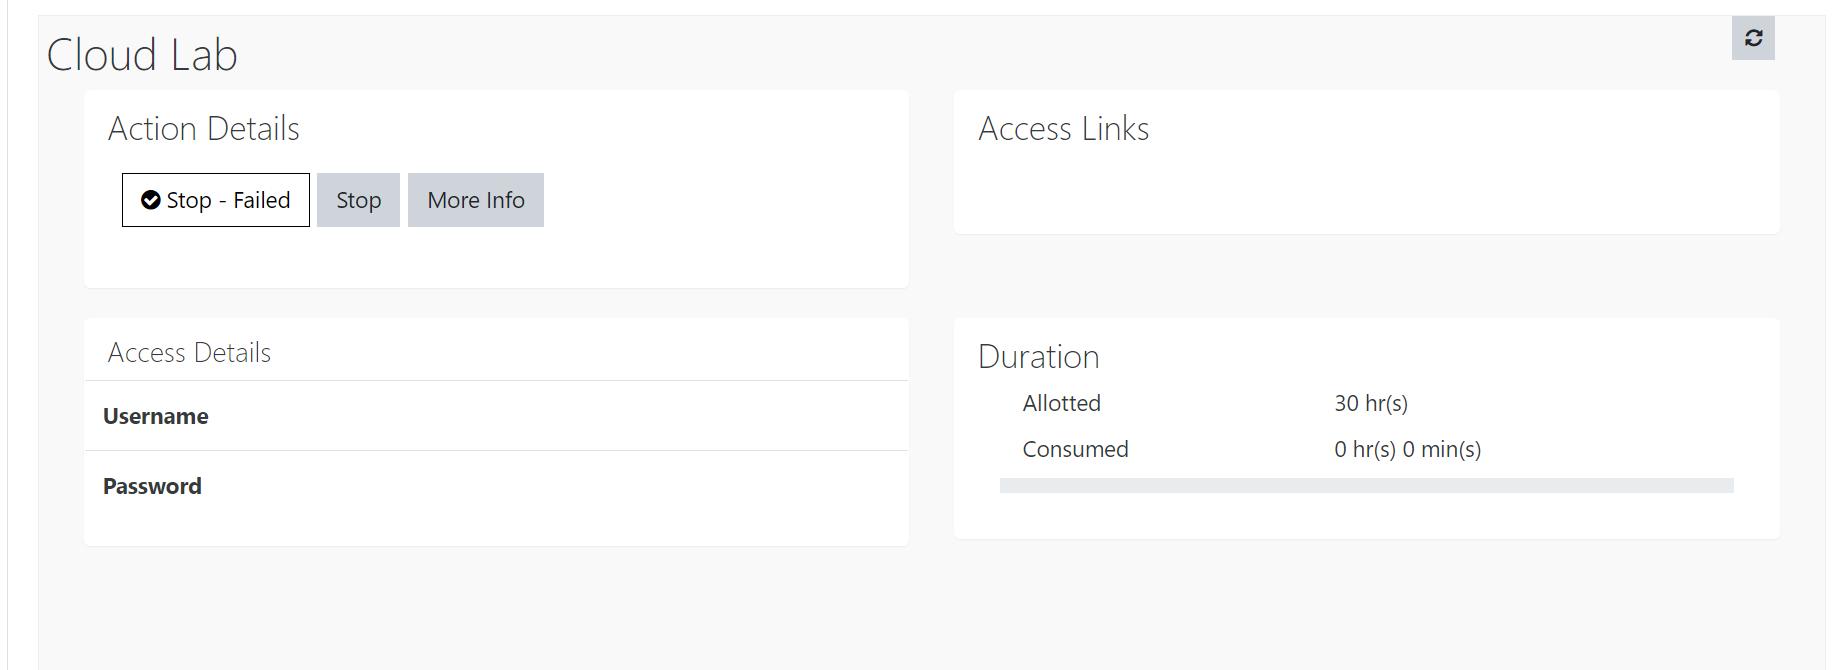 Cloud Lab
Action Details
Stop - Failed
Stop
More Info
Access Links
Access Details
Username
Password
Duration
Allotted 30 hr(s)
Consumed 0 hr(s) 0 min(s)